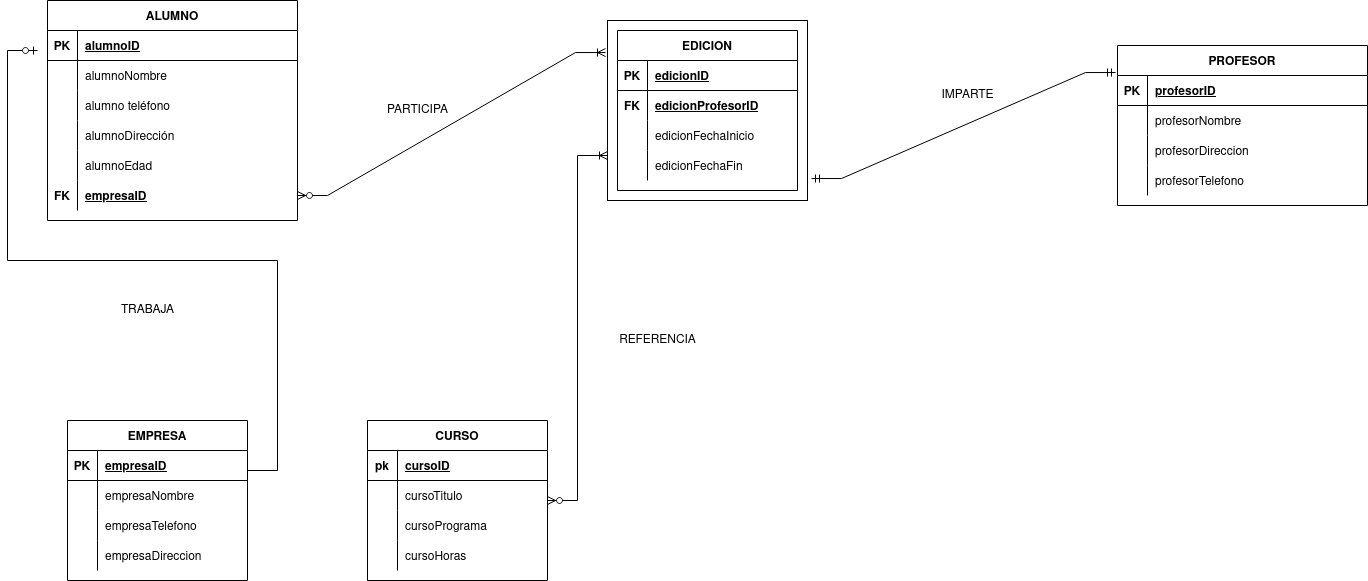 ALUMNO
PK alumnoID
alumnoNombre
alumno teléfono
alumnoDirección
alumnoEdad
FK empresaID
PARTICIPA
EDICION
PK edicionID
FK edicionProfesorID
edicionFechaInicio
edicionFechaFin
IMPARTE
PROFESOR
PK profesorID
profesorNombre
profesorDireccion
profesorTelefono
TRABAJA
REFERENCIA
EMPRESA
PK empresaID
empresaNombre
empresaTelefono
empresaDireccion
CURSO
pk cursoID
cursoTitulo
cursoPrograma
cursoHoras